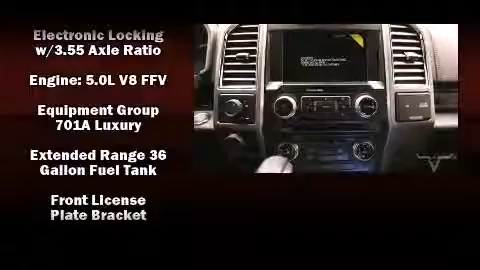 Electronic Locking
w/3.55 Axle Ratio
Engine: 5.0L V8 FFV
Equipment Group
701A Luxury
Extended Range 36
Gallon Fuel Tank
Front License
Plate Bracket